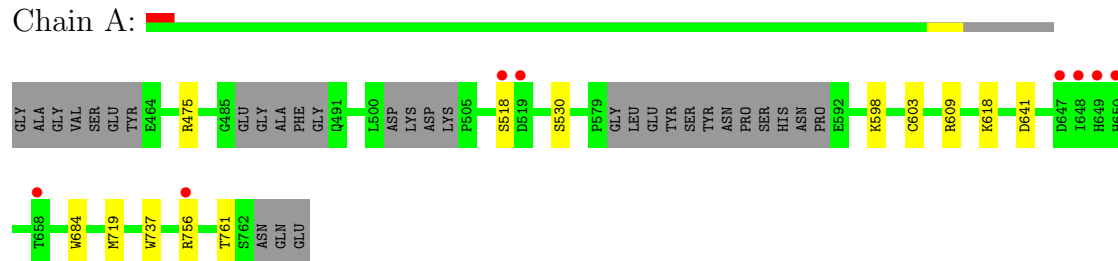 Chain A:
GLY ALA GLY VAL SER GLU TYR E464 R475 G485 GLU GLY ALA PHE GLY Q491 L500 ASP LYS ASP LYS P505 S518 D519 S530 P579 GLY LEU GLU TYR SER TYR ASN PRO SER HIS ASN PRO E592 K598 C603 R609 K618 D641 D647 I648 H649 H650
T658 W684 M719 W737 R756 T761 S762 ASN GLN GLU